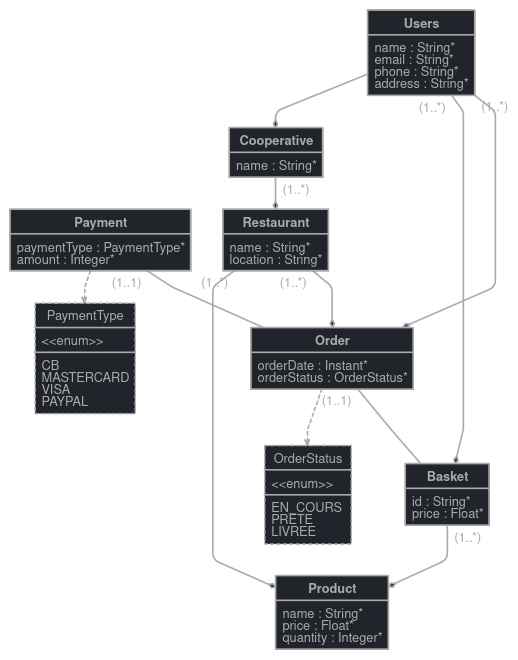 Users
name : String*
email : String*
phone : String*
address : String*
(1..*)
(1..*)
Cooperative
name : String*
(1..*)
Payment
paymentType : PaymentType*
amount : Integer*
Restaurant
name : String*
location : String*
(1..1)
(1..*)
(1..*)
PaymentType
<<enum>>
CB
MASTERCARD
VISA
PAYPAL
Order
orderDate : Instant*
orderStatus : OrderStatus*
(1..1)
OrderStatus
<<enum>>
EN_COURS
PRETE
LIVREE
Basket
id : String*
price : Float*
(1..*)
Product
name : String*
price : Float*
quantity : Integer*